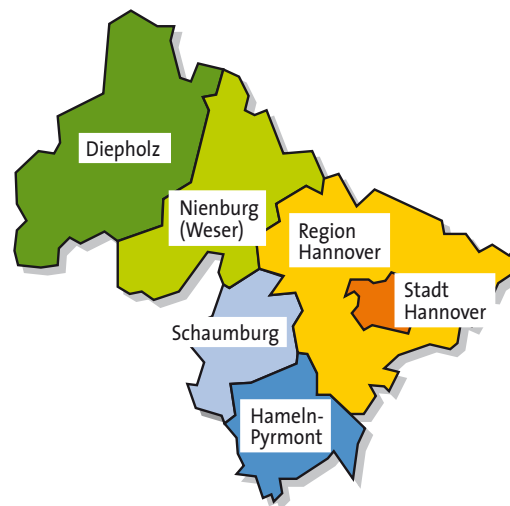 Diepholz
Nienburg
(Weser)
Region
Hannover
Stadt
Hannover
Schaumburg
Hameln-
Pyrmont